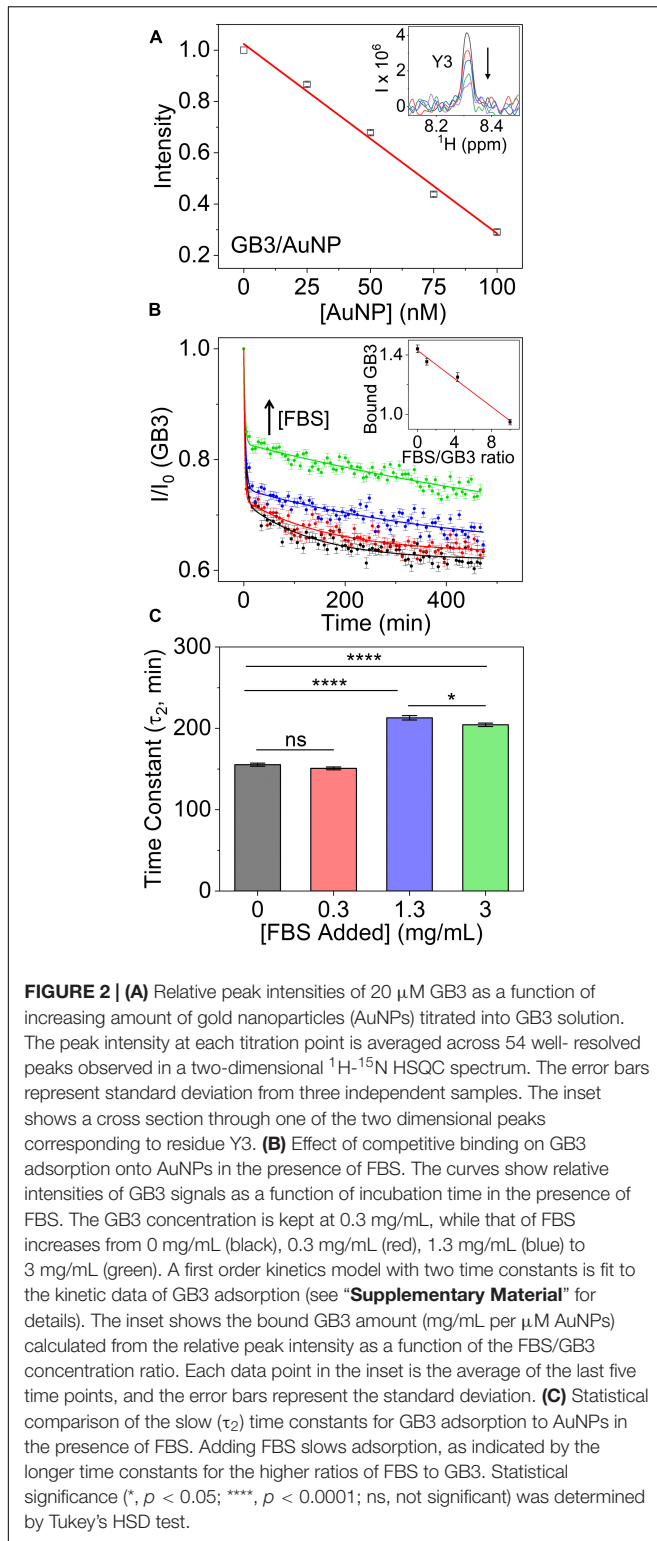 A
1.0
0.8
0.6
0.4
0.2
Intensity
4
2
0
I x 10⁶
Y3
8.2 8.4
¹H (ppm)
GB3/AuNP
0 25 50 75 100
[AuNP] (nM)
B
1.0
0.8
0.6
I/I₀ (GB3)
[FBS]
1.4
1.0
Bound GB3
0 4 8
FBS/GB3 ratio
0 200 400
Time (min)
C
300
200
100
0
Time Constant (τ₂, min)
****
****
*
ns
0 0.3 1.3 3
[FBS Added] (mg/mL)
FIGURE 2 | (A) Relative peak intensities of 20 μM GB3 as a function of
increasing amount of gold nanoparticles (AuNPs) titrated into GB3 solution.
The peak intensity at each titration point is averaged across 54 well- resolved
peaks observed in a two-dimensional ¹H-¹⁵N HSQC spectrum. The error bars
represent standard deviation from three independent samples. The inset
shows a cross section through one of the two dimensional peaks
corresponding to residue Y3. (B) Effect of competitive binding on GB3
adsorption onto AuNPs in the presence of FBS. The curves show relative
intensities of GB3 signals as a function of incubation time in the presence of
FBS. The GB3 concentration is kept at 0.3 mg/mL, while that of FBS
increases from 0 mg/mL (black), 0.3 mg/mL (red), 1.3 mg/mL (blue) to
3 mg/mL (green). A first order kinetics model with two time constants is fit to
the kinetic data of GB3 adsorption (see “Supplementary Material” for
details). The inset shows the bound GB3 amount (mg/mL per μM AuNPs)
calculated from the relative peak intensity as a function of the FBS/GB3
concentration ratio. Each data point in the inset is the average of the last five
time points, and the error bars represent the standard deviation. (C) Statistical
comparison of the slow (τ₂) time constants for GB3 adsorption to AuNPs in
the presence of FBS. Adding FBS slows adsorption, as indicated by the
longer time constants for the higher ratios of FBS to GB3. Statistical
significance (*, p < 0.05; ****, p < 0.0001; ns, not significant) was determined
by Tukey’s HSD test.